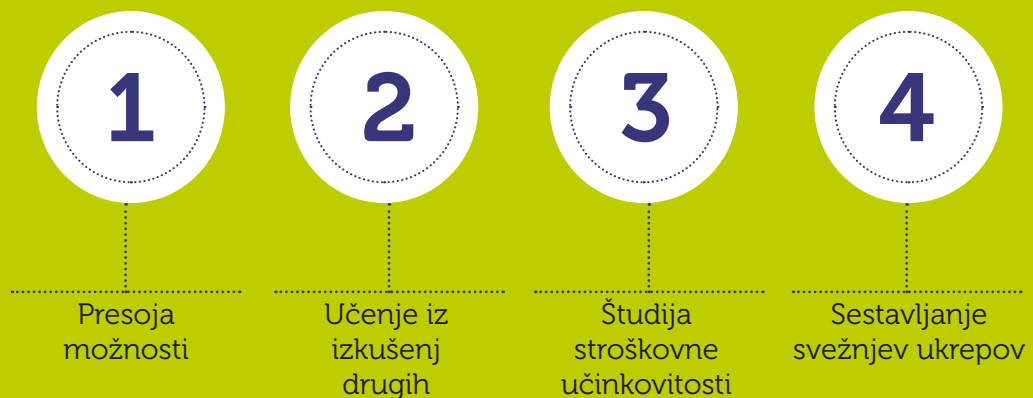 1
Presoja
možnosti
2
Učenje iz
izkušenj
drugih
3
Študija
stroškovne
učinkovitosti
4
Sestavljanje
svežnjev ukrepov